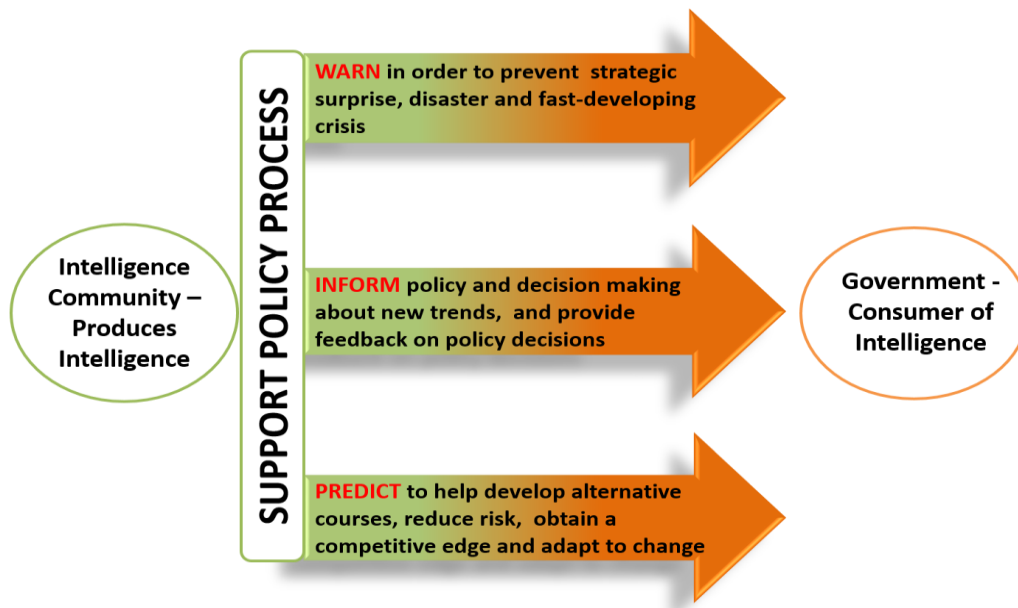 Intelligence
Community –
Produces
Intelligence
SUPPORT POLICY PROCESS
WARN in order to prevent strategic
surprise, disaster and fast-developing
crisis
INFORM policy and decision making
about new trends, and provide
feedback on policy decisions
PREDICT to help develop alternative
courses, reduce risk, obtain a
competitive edge and adapt to change
Government -
Consumer of
Intelligence